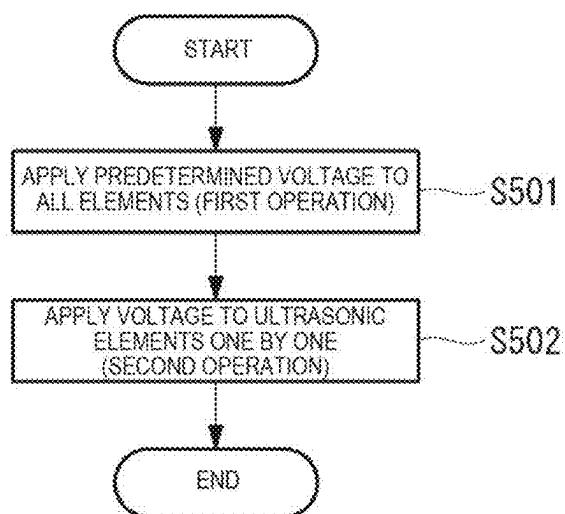 START
APPLY PREDETERMINED VOLTAGE TO
ALL ELEMENTS (FIRST OPERATION)
S501
APPLY VOLTAGE TO ULTRASONIC
ELEMENTS ONE BY ONE
(SECOND OPERATION)
S502
END